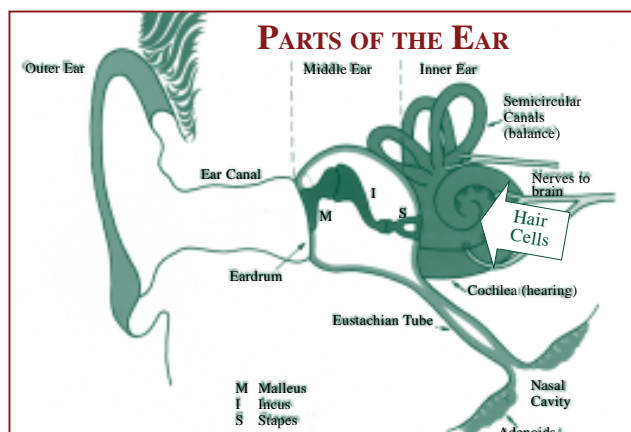 PARTS OF THE EAR
Outer Ear
Middle Ear
Inner Ear
Semicircular
Canals
(balance)
Ear Canal
Nerves to
brain
M
I
S
Hair
Cells
Eardrum
Cochlea (hearing)
Eustachian Tube
M Malleus
I Incus
S Stapes
Nasal
Cavity
Adenoids